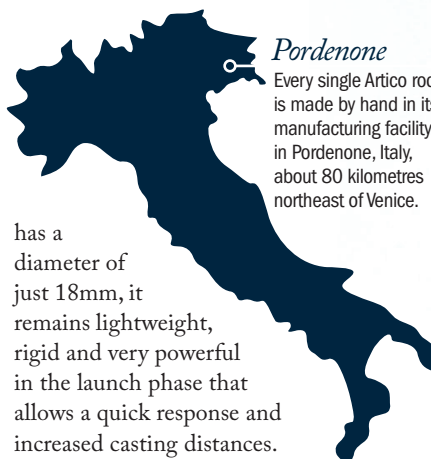 Pordenone
Every single Artico rod
is made by hand in its
manufacturing facility
in Pordenone, Italy,
about 80 kilometres
northeast of Venice.
has a
diameter of
just 18mm, it
remains lightweight,
rigid and very powerful
in the launch phase that
allows a quick response and
increased casting distances.